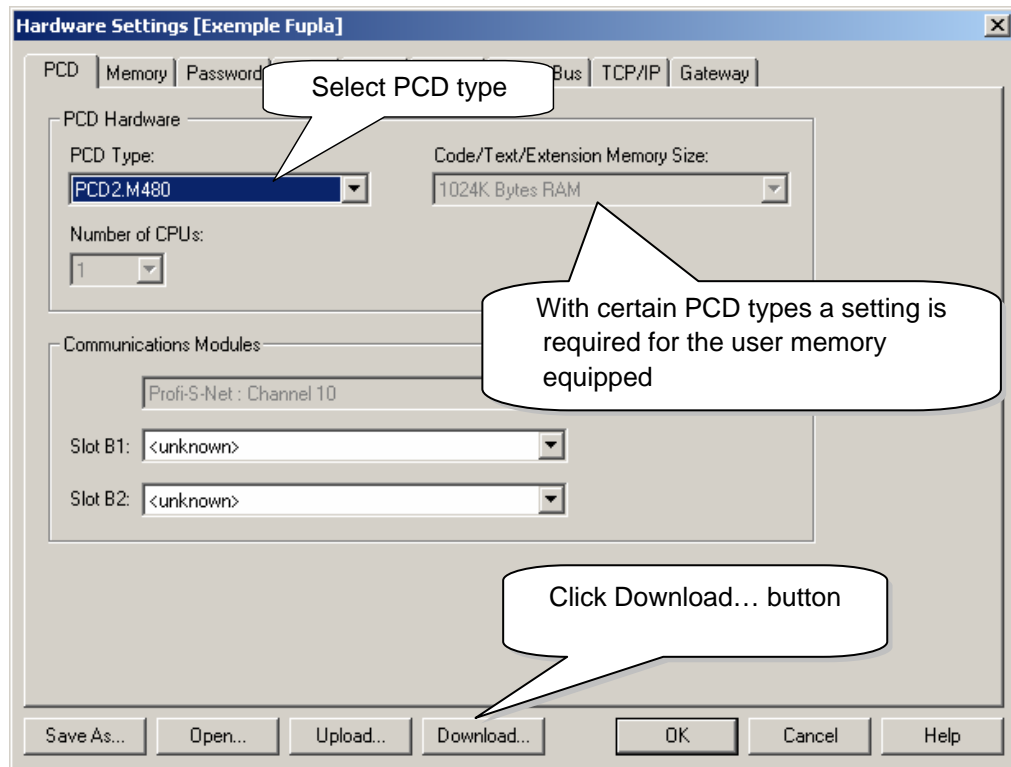 Hardware Settings [Exemple Fupla]
PCD Memory Password Bus TCP/IP Gateway
Select PCD type
PCD Hardware
PCD Type: Code/Text/Extension Memory Size:
PCD2.M480 1024K Bytes RAM
Number of CPUs:
1
With certain PCD types a setting is
required for the user memory
equipped
Communications Modules
Profi-S-Net : Channel 10
Slot B1: <unknown>
Slot B2: <unknown>
Click Download… button
Save As... Open... Upload... Download... OK Cancel Help